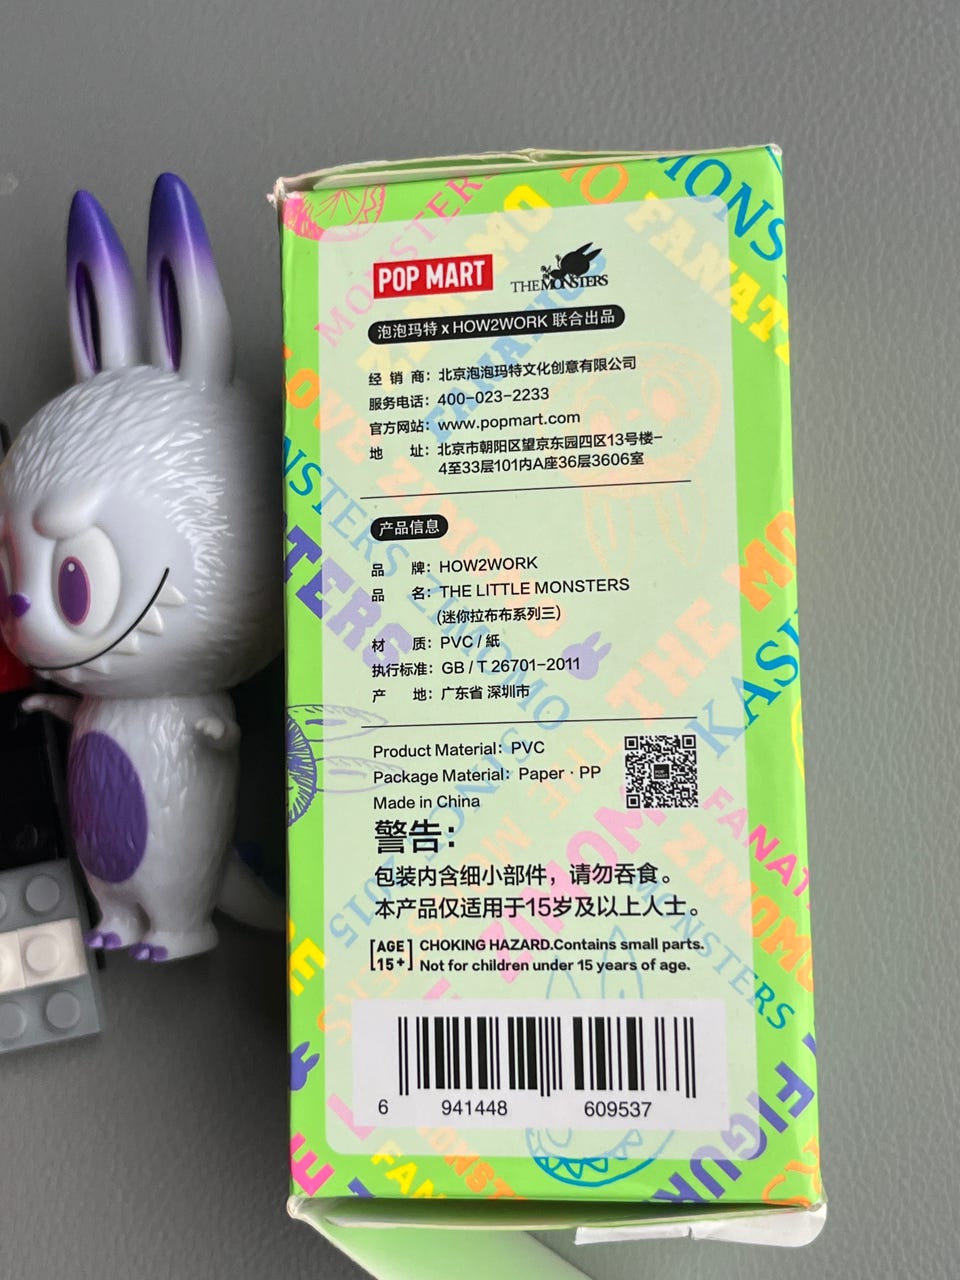 POP MART
THE MONSTERS
泡泡玛特 x HOW2WORK 联合出品
经 销 商: 北京泡泡玛特文化创意有限公司
服务电话: 400-023-2233
官方网站: www.popmart.com
地 址: 北京市朝阳区望京东园四区13号楼-
4至33层101内A座36层3606室
产品信息
品 牌: HOW2WORK
品 名: THE LITTLE MONSTERS
(迷你拉布布系列三)
材 质: PVC / 紙
执行标准: GB / T 26701-2011
产 地: 广东省 深圳市
Product Material: PVC
Package Material: Paper · PP
Made in China
警告:
包装内含细小部件，请勿吞食。
本产品仅适用于15岁及以上人士。
[AGE 15+]
CHOKING HAZARD.Contains small parts.
Not for children under 15 years of age.
6 941448 609537